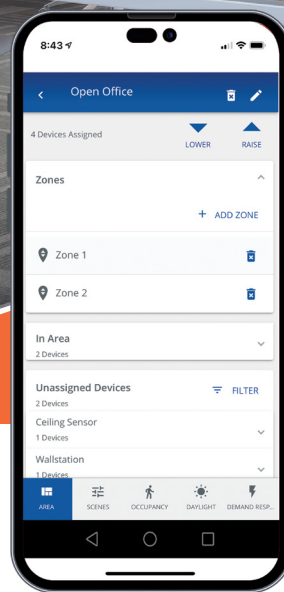 8:43
Open Office
4 Devices Assigned
LOWER
RAISE
Zones
+ ADD ZONE
Zone 1
Zone 2
In Area
2 Devices
Unassigned Devices
2 Devices
FILTER
Ceiling Sensor
1 Devices
Wallstation
1 Devices
AREA
SCENES
OCCUPANCY
DAYLIGHT
DEMAND RESP...